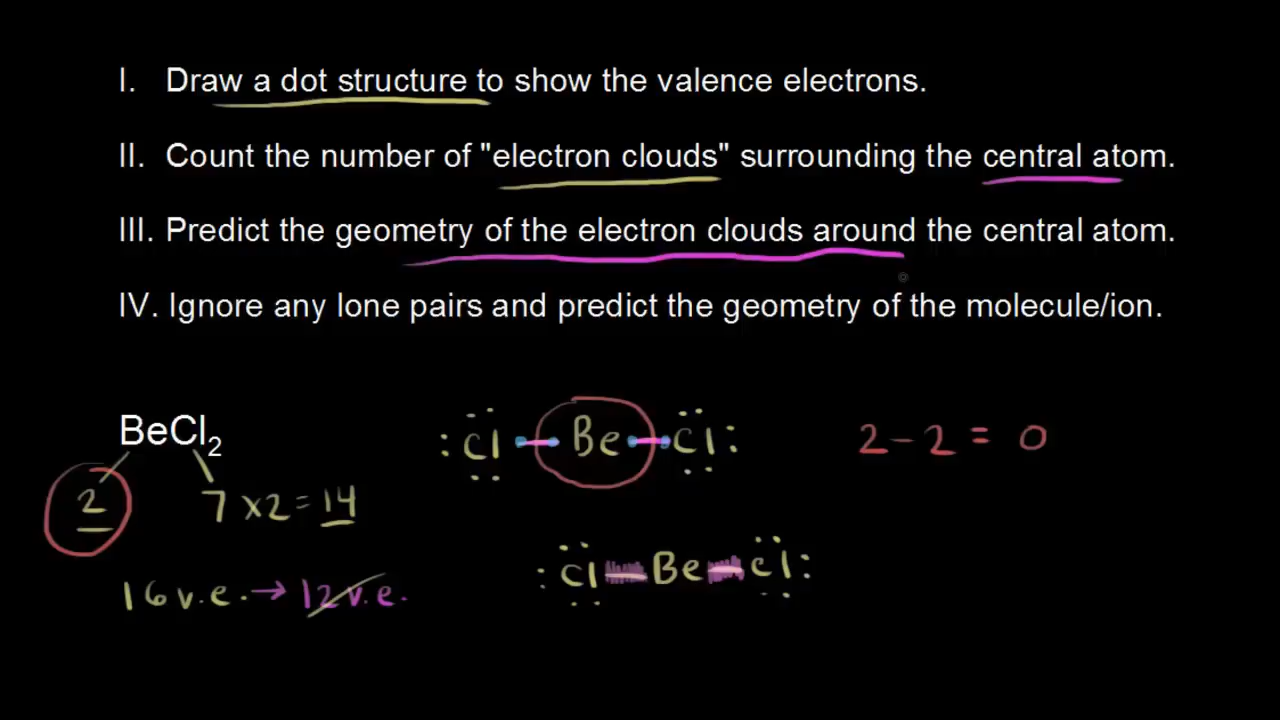 I. Draw a dot structure to show the valence electrons.
II. Count the number of "electron clouds" surrounding the central atom.
III. Predict the geometry of the electron clouds around the central atom.
IV. Ignore any lone pairs and predict the geometry of the molecule/ion.
BeCl₂
Cl Be Cl
2 - 2 = 0
2
7 x 2 = 14
Cl Be Cl
16 v.e. → 12 v.e.